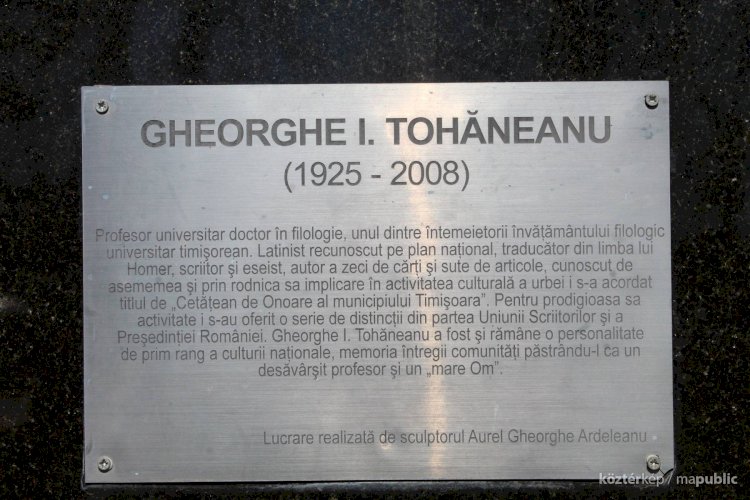 GHEORGHE I. TOHĂNEANU
(1925 - 2008)
Profesor universitar doctor în filologie, unul dintre întemeietorii învățământului filologic
universitar timișorean. Latinist recunoscut pe plan național, traducător din limba lui
Homer, scriitor și eseist, autor a zeci de cărți și sute de articole, cunoscut de
asememea și prin rodnica sa implicare în activitatea culturală a urbei i s-a acordat
titlul de „Cetățean de Onoare al municipiului Timișoara”. Pentru prodigioasa sa
activitate i s-au oferit o serie de distincții din partea Uniunii Scriitorilor și a
Președinției României. Gheorghe I. Tohăneanu a fost și rămâne o personalitate
de prim rang a culturii naționale, memoria întregii comunități păstrându-l ca un
desăvârșit profesor și un „mare Om”.
Lucrare realizată de sculptorul Aurel Gheorghe Ardeleanu
köztérkép / mapublic